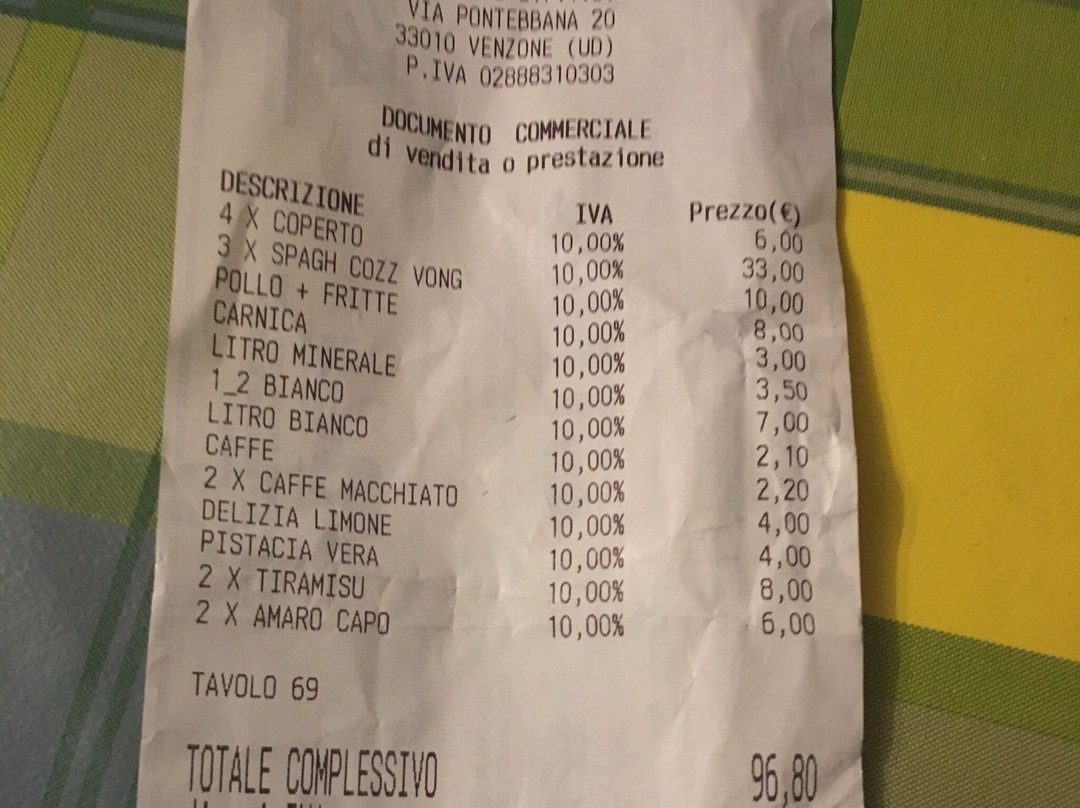 VIA PONTEBBANA 20
33010 VENZONE (UD)
P.IVA 02888310303
DOCUMENTO COMMERCIALE
di vendita o prestazione
DESCRIZIONE IVA Prezzo(€)
4 X COPERTO 10,00% 6,00
3 X SPAGH COZZ VONG 10,00% 33,00
POLLO + FRITTE 10,00% 10,00
CARNICA 10,00% 8,00
LITRO MINERALE 10,00% 3,00
1_2 BIANCO 10,00% 3,50
LITRO BIANCO 10,00% 7,00
CAFFE 10,00% 2,10
2 X CAFFE MACCHIATO 10,00% 2,20
DELIZIA LIMONE 10,00% 4,00
PISTACIA VERA 10,00% 4,00
2 X TIRAMISU 10,00% 8,00
2 X AMARO CAPO 10,00% 6,00
TAVOLO 69
TOTALE COMPLESSIVO 96,80